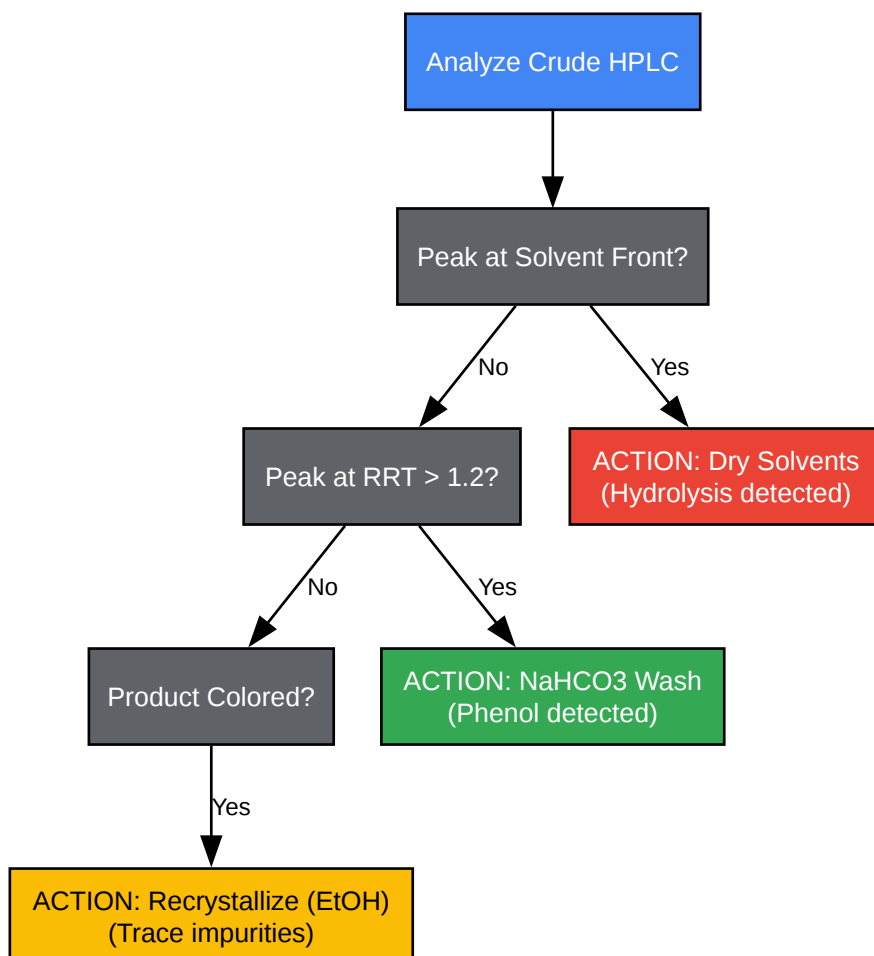 Analyze Crude HPLC
Peak at Solvent Front?
No
Yes
Peak at RRT > 1.2?
ACTION: Dry Solvents
(Hydrolysis detected)
No
Yes
Product Colored?
ACTION: NaHCO3 Wash
(Phenol detected)
Yes
ACTION: Recrystallize (EtOH)
(Trace impurities)